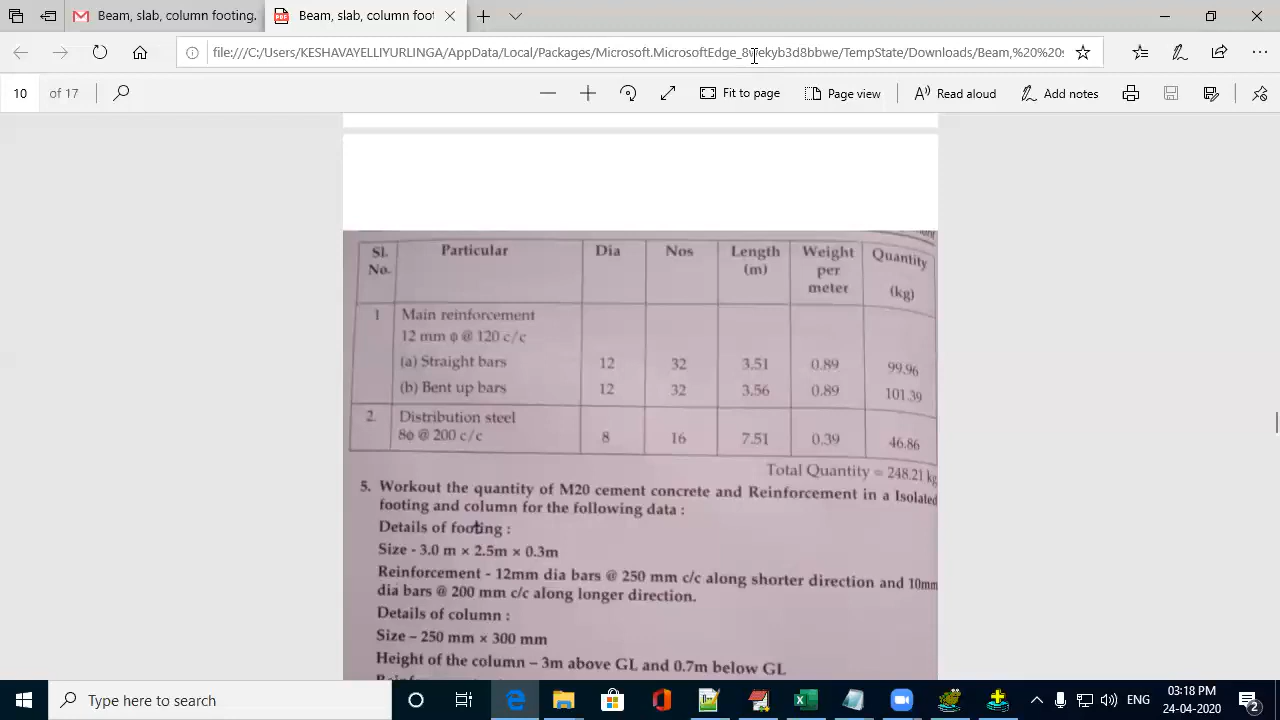 Beam, slab, column footing.
Beam, slab, column foot
file:///C:/Users/KESHAVAYELLIYURLINGA/AppData/Local/Packages/Microsoft.MicrosoftEdge_8wekyb3d8bbwe/TempState/Downloads/Beam,%20%20s
10 of 17
Fit to page
Page view
Read aloud
Add notes
Sl. No. Particular Dia Nos Length (m) Weight per meter Quantity (kg)
1 Main reinforcement
12 mm φ @ 120 c/c
(a) Straight bars 12 32 3.51 0.89 99.96
(b) Bent up bars 12 32 3.56 0.89 101.39
2. Distribution steel
8φ @ 200 c/c 8 16 7.51 0.39 46.86
Total Quantity = 248.21 kg
5. Workout the quantity of M20 cement concrete and Reinforcement in a Isolated
footing and column for the following data :
Details of footing :
Size - 3.0 m × 2.5m × 0.3m
Reinforcement - 12mm dia bars @ 250 mm c/c along shorter direction and 10mm
dia bars @ 200 mm c/c along longer direction.
Details of column :
Size – 250 mm × 300 mm
Height of the column – 3m above GL and 0.7m below GL
Type here to search
ENG
03:18 PM
24-04-2020
2